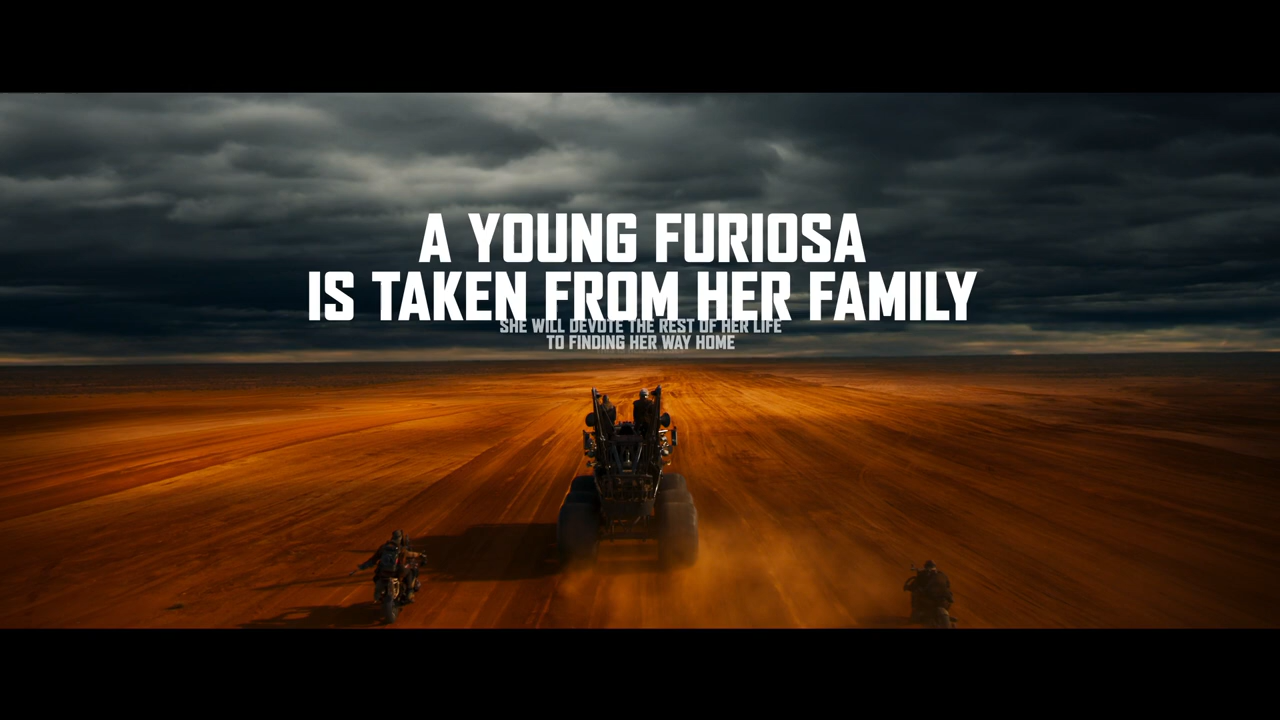 A YOUNG FURIOSA
IS TAKEN FROM HER FAMILY
SHE WILL DEVOTE THE REST OF HER LIFE
TO FINDING HER WAY HOME